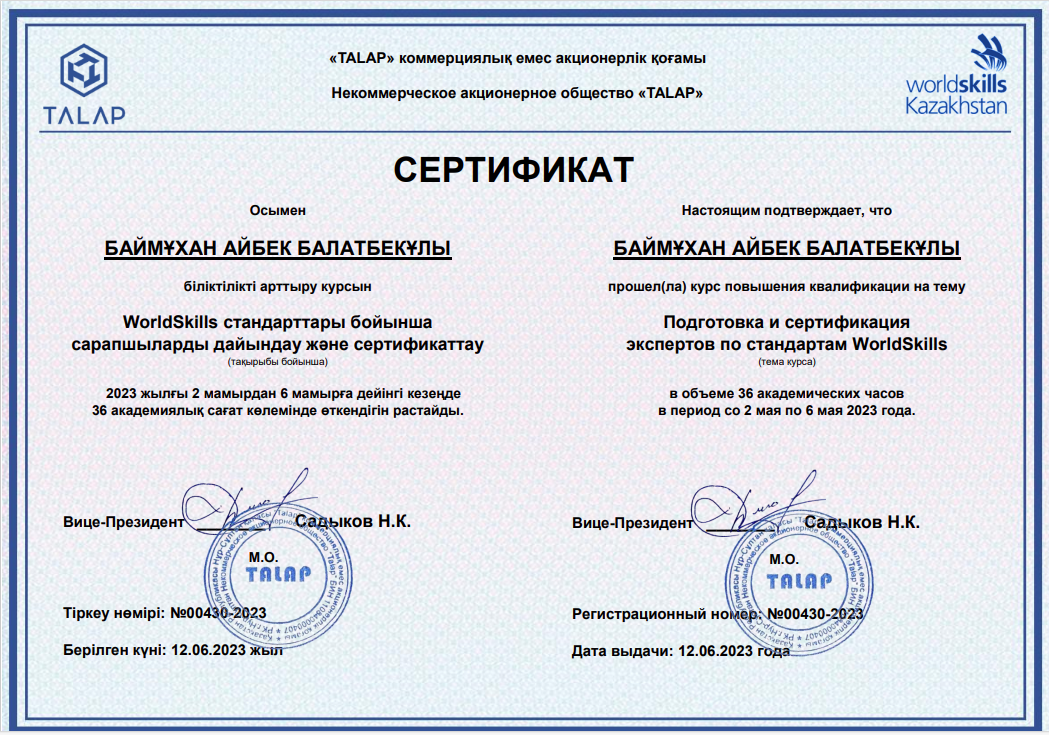 TALAP
«TALAP» коммерциялық емес акционерлік қоғамы
Некоммерческое акционерное общество «TALAP»
worldskills
Kazakhstan
СЕРТИФИКАТ
Осымен
БАЙМҰХАН АЙБЕК БАЛАТБЕКҰЛЫ
біліктілікті арттыру курсын
WorldSkills стандарттары бойынша
сарапшыларды дайындау және сертификаттау
(тақырыбы бойынша)
2023 жылғы 2 мамырдан 6 мамырға дейінгі кезеңде
36 академиялық сағат көлемінде өткендігін растайды.
Вице-Президент Садыков Н.К.
М.О.
TALAP
Тіркеу нөмірі: №00430-2023
Берілген күні: 12.06.2023 жыл
Настоящим подтверждает, что
БАЙМҰХАН АЙБЕК БАЛАТБЕКҰЛЫ
прошел(ла) курс повышения квалификации на тему
Подготовка и сертификация
экспертов по стандартам WorldSkills
(тема курса)
в объеме 36 академических часов
в период со 2 мая по 6 мая 2023 года.
Вице-Президент Садыков Н.К.
М.О.
TALAP
Регистрационный номер: №00430-2023
Дата выдачи: 12.06.2023 года